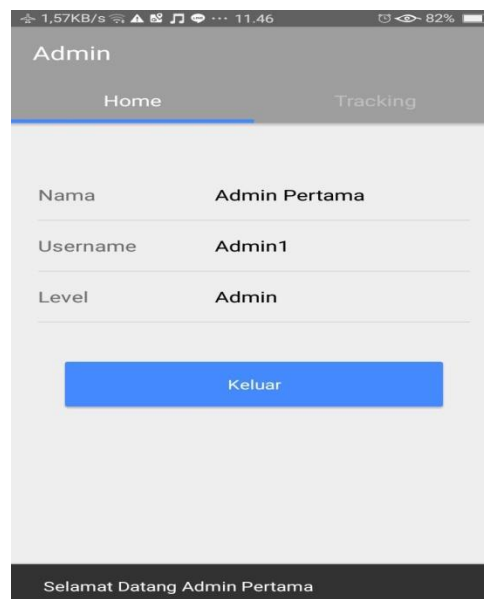 1,57KB/s ... 11.46 82%
Admin
Home Tracking
Nama Admin Pertama
Username Admin1
Level Admin
Keluar
Selamat Datang Admin Pertama